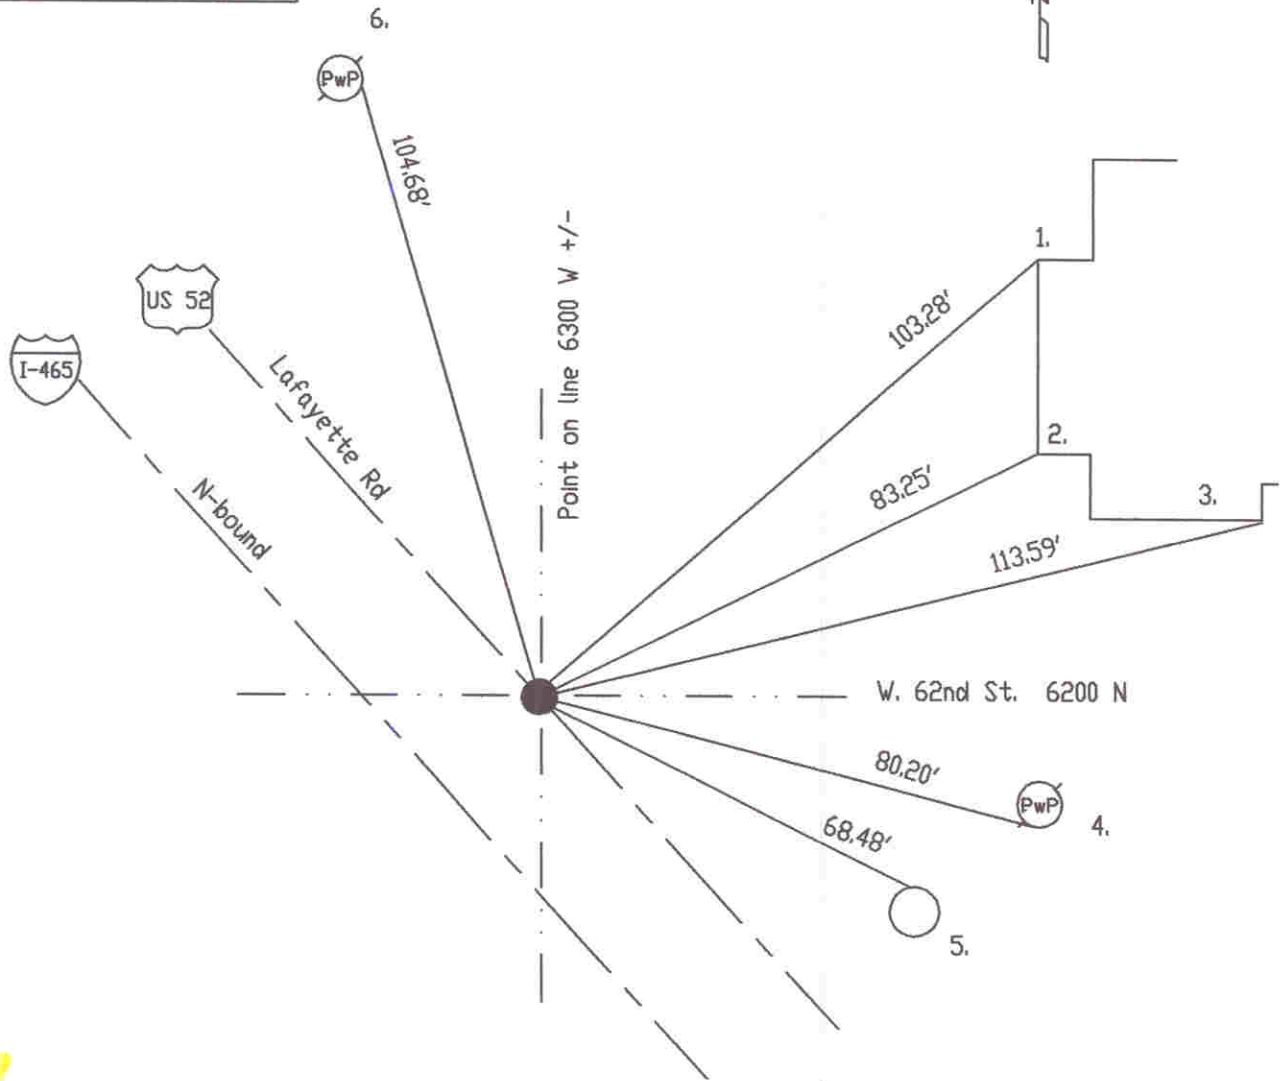 6.
PwP
104.68'
Point on line 6300 W +/-
1.
103.28'
US 52
I-465
Lafayette Rd
N-bound
2.
83.25'
3.
113.59'
W. 62nd St. 6200 N
80.20'
PwP
4.
68.48'
5.